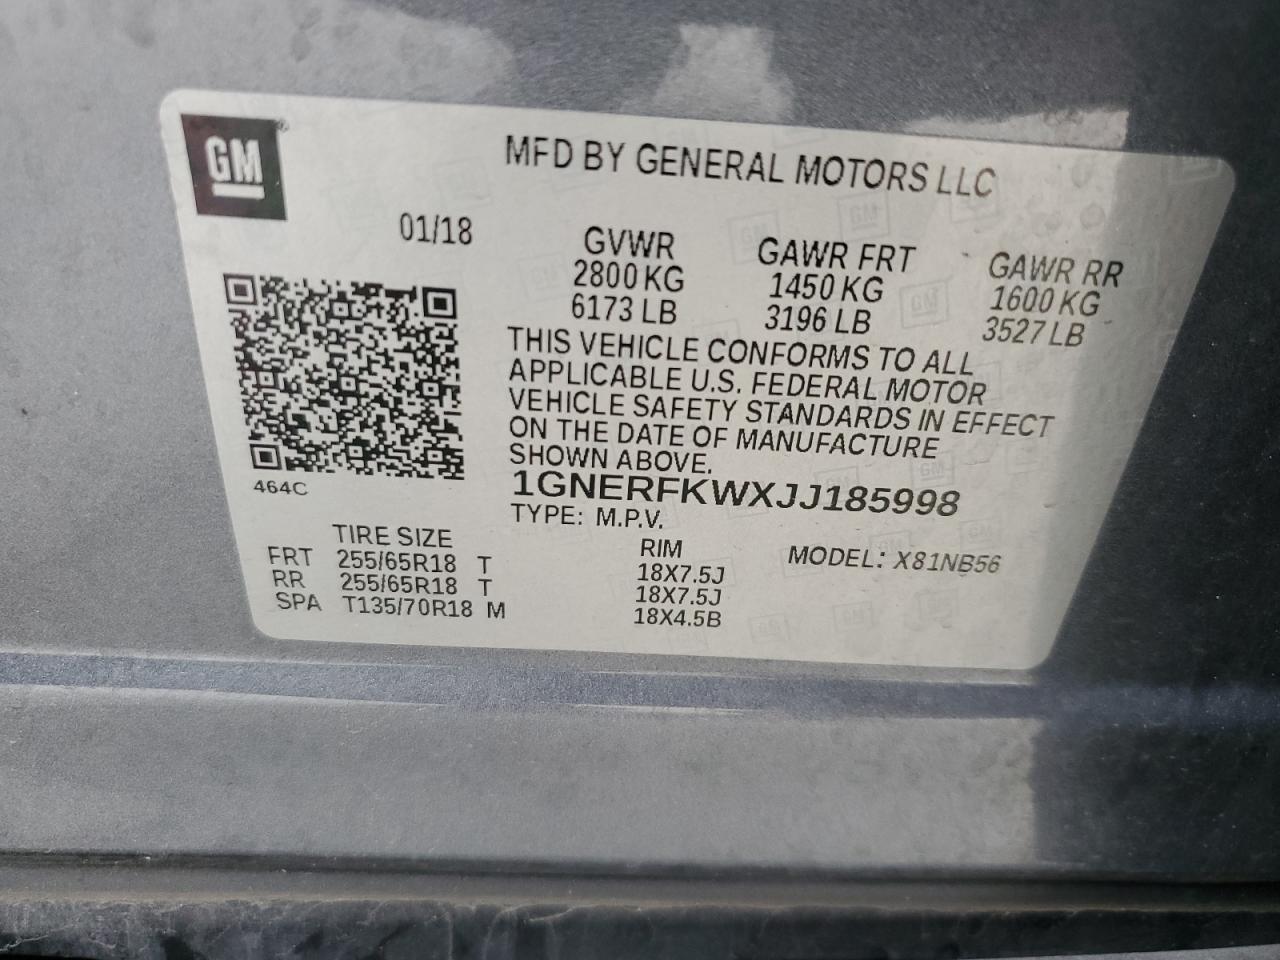 GM®
MFD BY GENERAL MOTORS LLC
01/18
GVWR
2800 KG
6173 LB
GAWR FRT
1450 KG
3196 LB
GAWR RR
1600 KG
3527 LB
THIS VEHICLE CONFORMS TO ALL
APPLICABLE U.S. FEDERAL MOTOR
VEHICLE SAFETY STANDARDS IN EFFECT
ON THE DATE OF MANUFACTURE
SHOWN ABOVE.
464C
1GNERFKWXJJ185998
TYPE: M.P.V.
MODEL: X81NB56
TIRE SIZE RIM
FRT 255/65R18 T 18X7.5J
RR 255/65R18 T 18X7.5J
SPA T135/70R18 M 18X4.5B